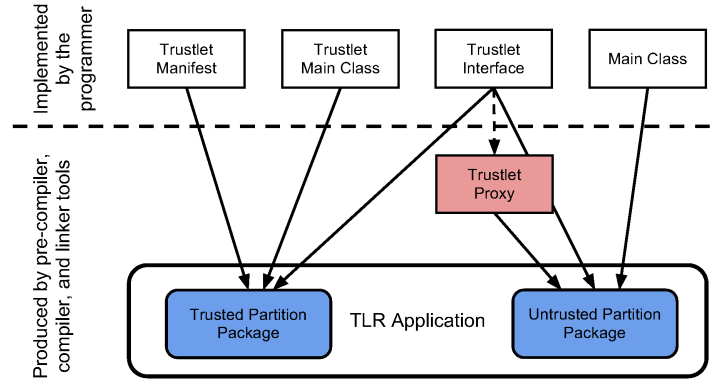 Implemented
by the
programmer
Trustlet
Manifest
Trustlet
Main Class
Trustlet
Interface
Main Class
Trustlet
Proxy
Produced by pre-compiler,
compiler, and linker tools
Trusted Partition
Package
TLR Application
Untrusted Partition
Package